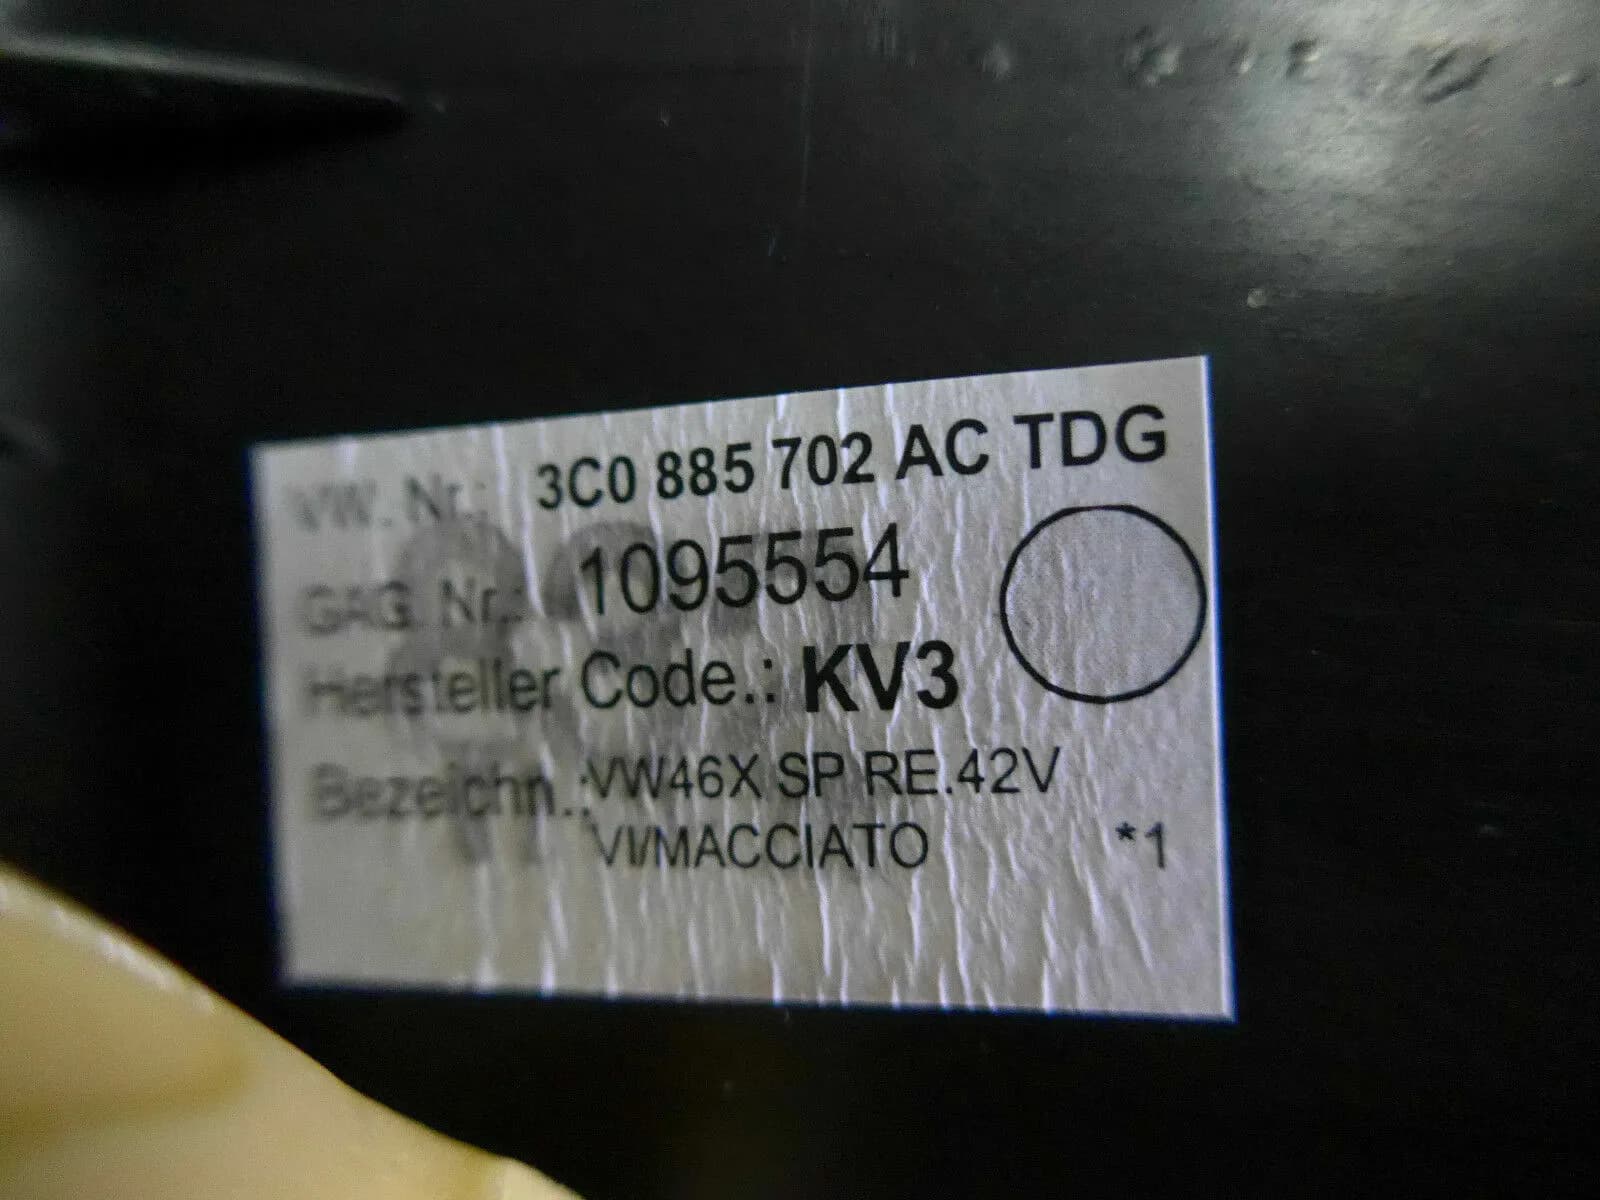 VW. Nr.: 3C0 885 702 AC TDG
GAG. Nr.: 1095554
Hersteller Code.: KV3
Bezeichn.: VW46X SP RE.42V
VI/MACCIATO *1